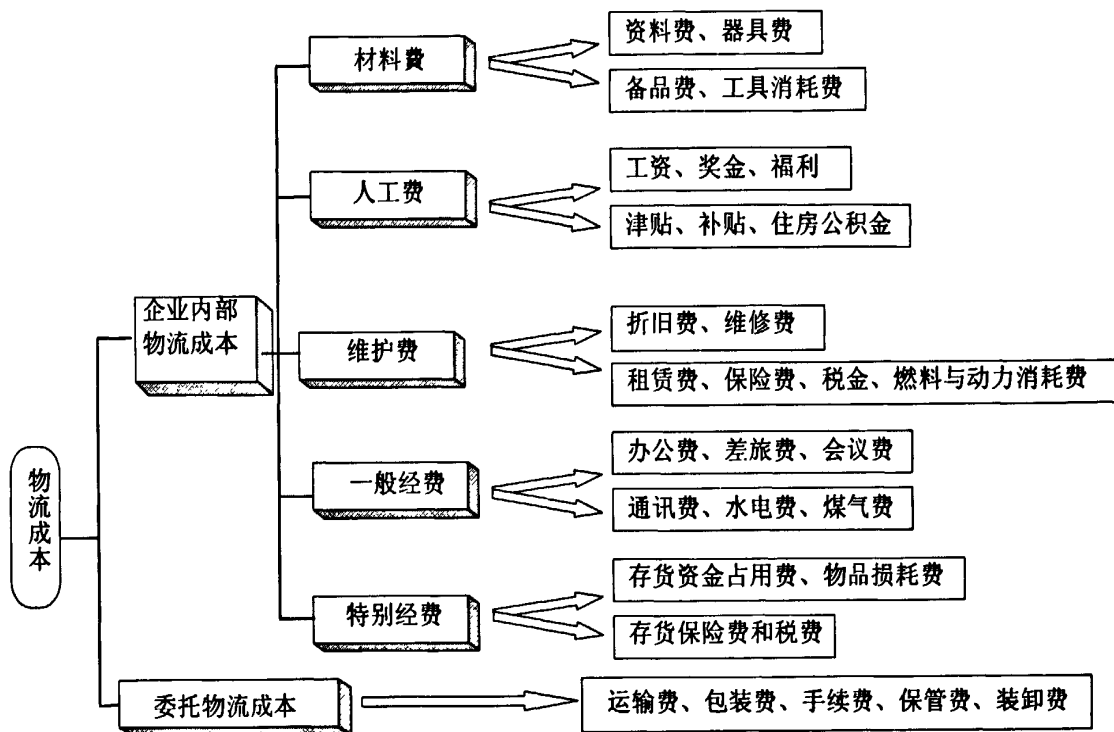 材料费
资料费、器具费
备品费、工具消耗费
人工费
工资、奖金、福利
津贴、补贴、住房公积金
企业内部
物流成本
维护费
折旧费、维修费
租赁费、保险费、税金、燃料与动力消耗费
一般经费
办公费、差旅费、会议费
通讯费、水电费、煤气费
特别经费
存货资金占用费、物品损耗费
存货保险费和税费
物流成本
委托物流成本
运输费、包装费、手续费、保管费、装卸费